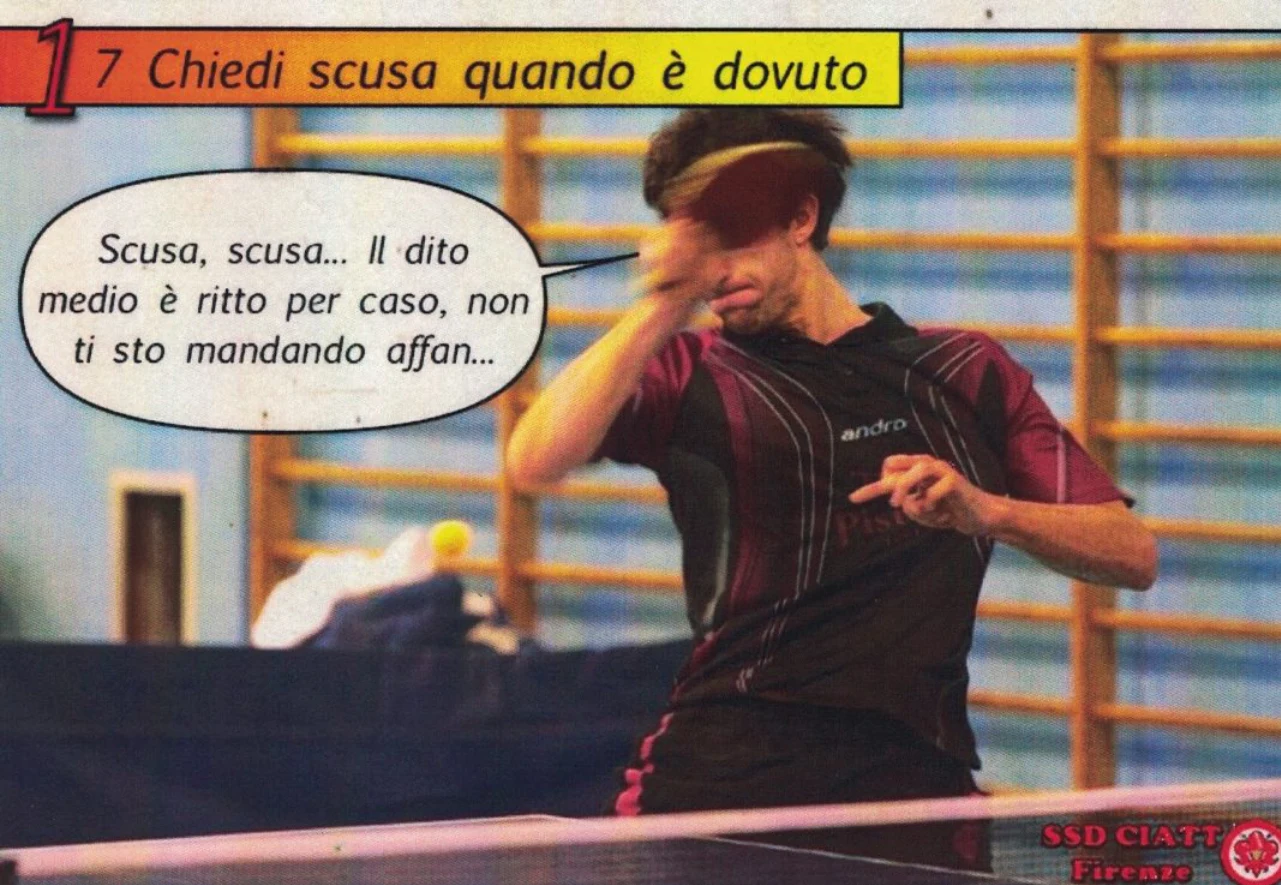 17 Chiedi scusa quando è dovuto
Scusa, scusa... Il dito
medio è ritto per caso, non
ti sto mandando affan...
andro
SSD CIATT
Firenze